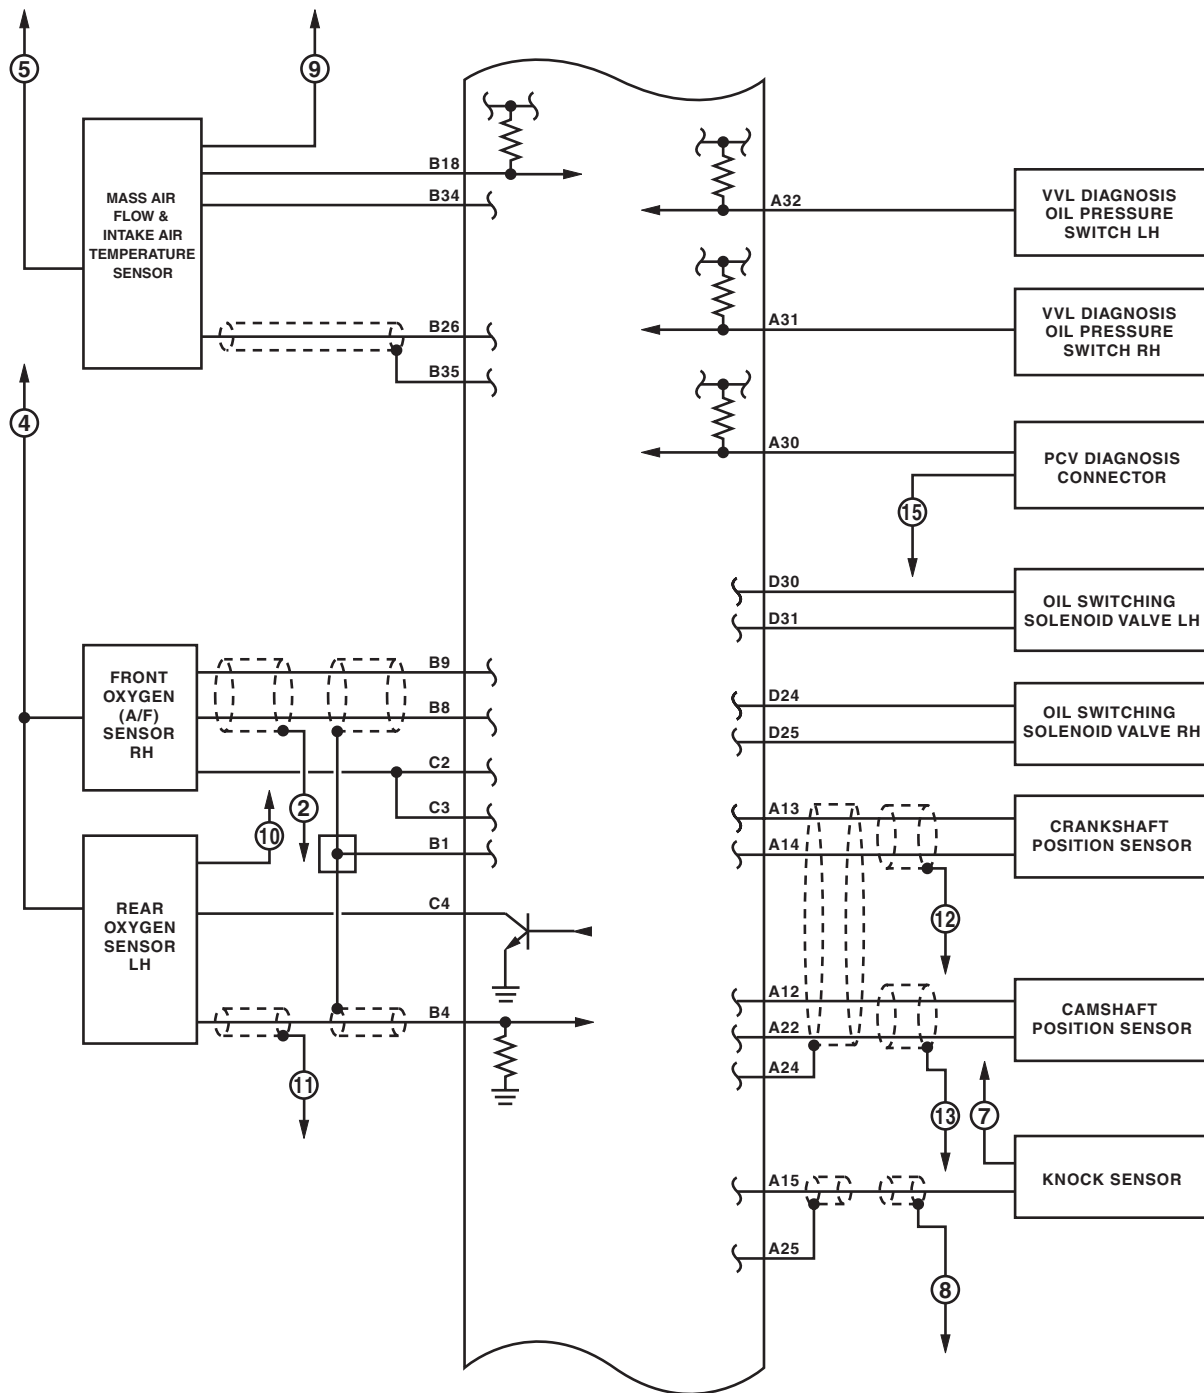 5
9
MASS AIR
FLOW &
INTAKE AIR
TEMPERATURE
SENSOR
B18
B34
B26
B35
4
FRONT
OXYGEN
(A/F)
SENSOR
RH
B9
B8
C2
C3
B1
2
10
REAR
OXYGEN
SENSOR
LH
C4
B4
11
A32
VVL DIAGNOSIS
OIL PRESSURE
SWITCH LH
A31
VVL DIAGNOSIS
OIL PRESSURE
SWITCH RH
A30
PCV DIAGNOSIS
CONNECTOR
15
D30
D31
OIL SWITCHING
SOLENOID VALVE LH
D24
D25
OIL SWITCHING
SOLENOID VALVE RH
A13
A14
CRANKSHAFT
POSITION SENSOR
12
A12
A22
A24
CAMSHAFT
POSITION SENSOR
13
7
A15
KNOCK SENSOR
A25
8